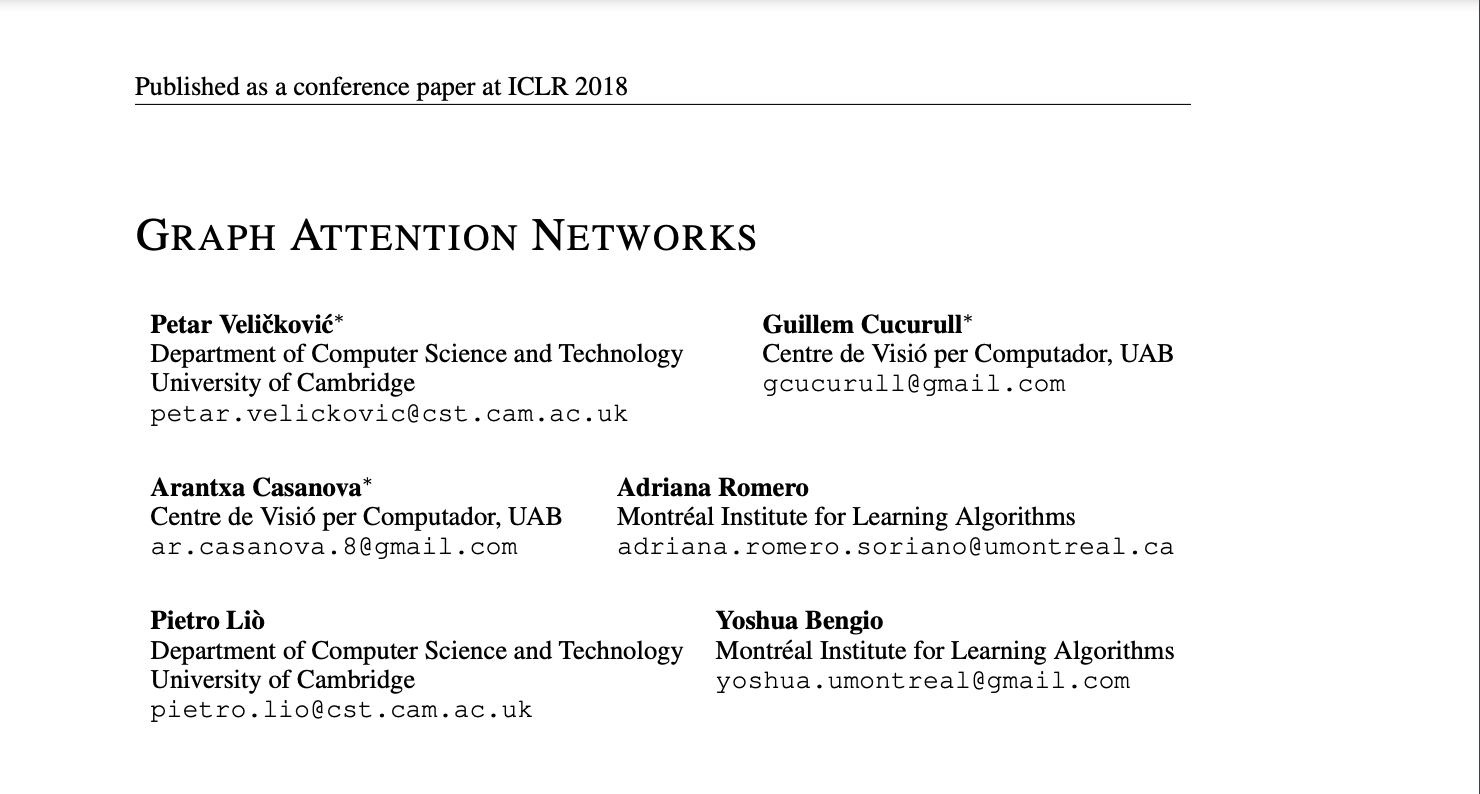 Published as a conference paper at ICLR 2018
GRAPH ATTENTION NETWORKS
Petar Veličković*
Department of Computer Science and Technology
University of Cambridge
petar.velickovic@cst.cam.ac.uk
Guillem Cucurull*
Centre de Visió per Computador, UAB
gcucurull@gmail.com
Arantxa Casanova*
Centre de Visió per Computador, UAB
ar.casanova.8@gmail.com
Adriana Romero
Montréal Institute for Learning Algorithms
adriana.romero.soriano@umontreal.ca
Pietro Liò
Department of Computer Science and Technology
University of Cambridge
pietro.lio@cst.cam.ac.uk
Yoshua Bengio
Montréal Institute for Learning Algorithms
yoshua.umontreal@gmail.com